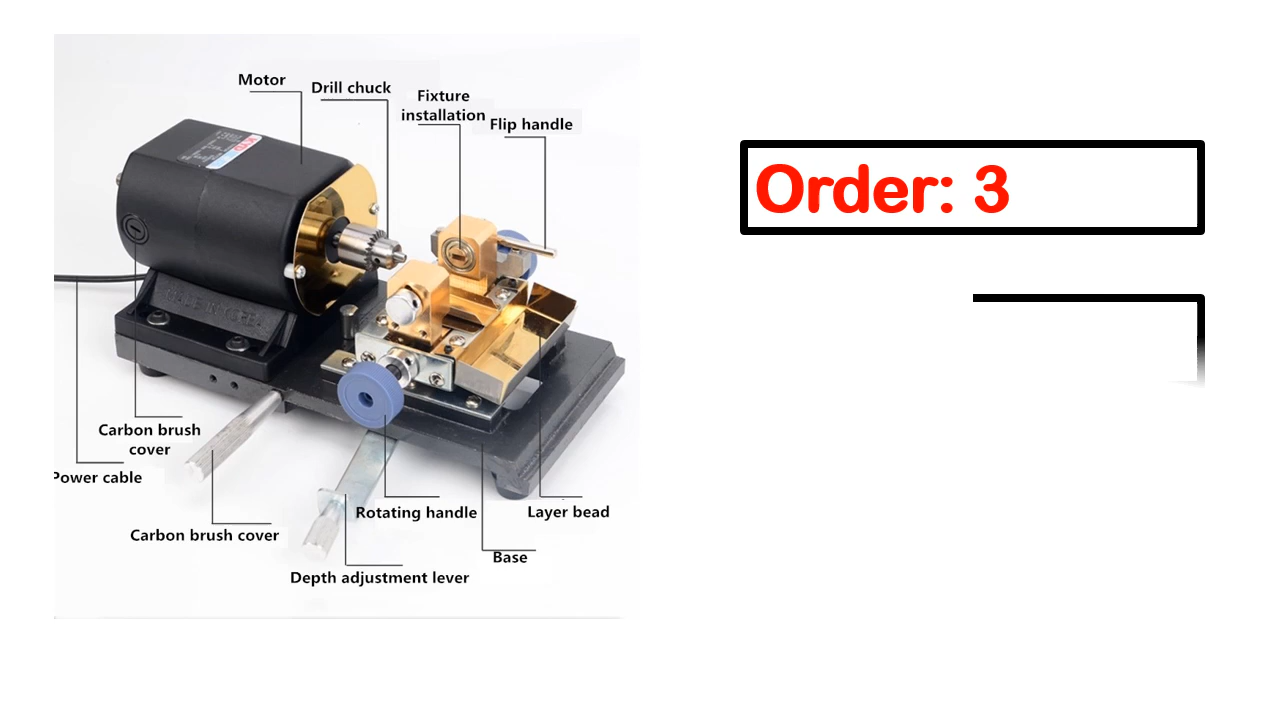 Motor
Drill chuck
Fixture
installation
Flip handle
Order: 3
Carbon brush
cover
Power cable
Rotating handle
Layer bead
Carbon brush cover
Base
Depth adjustment lever